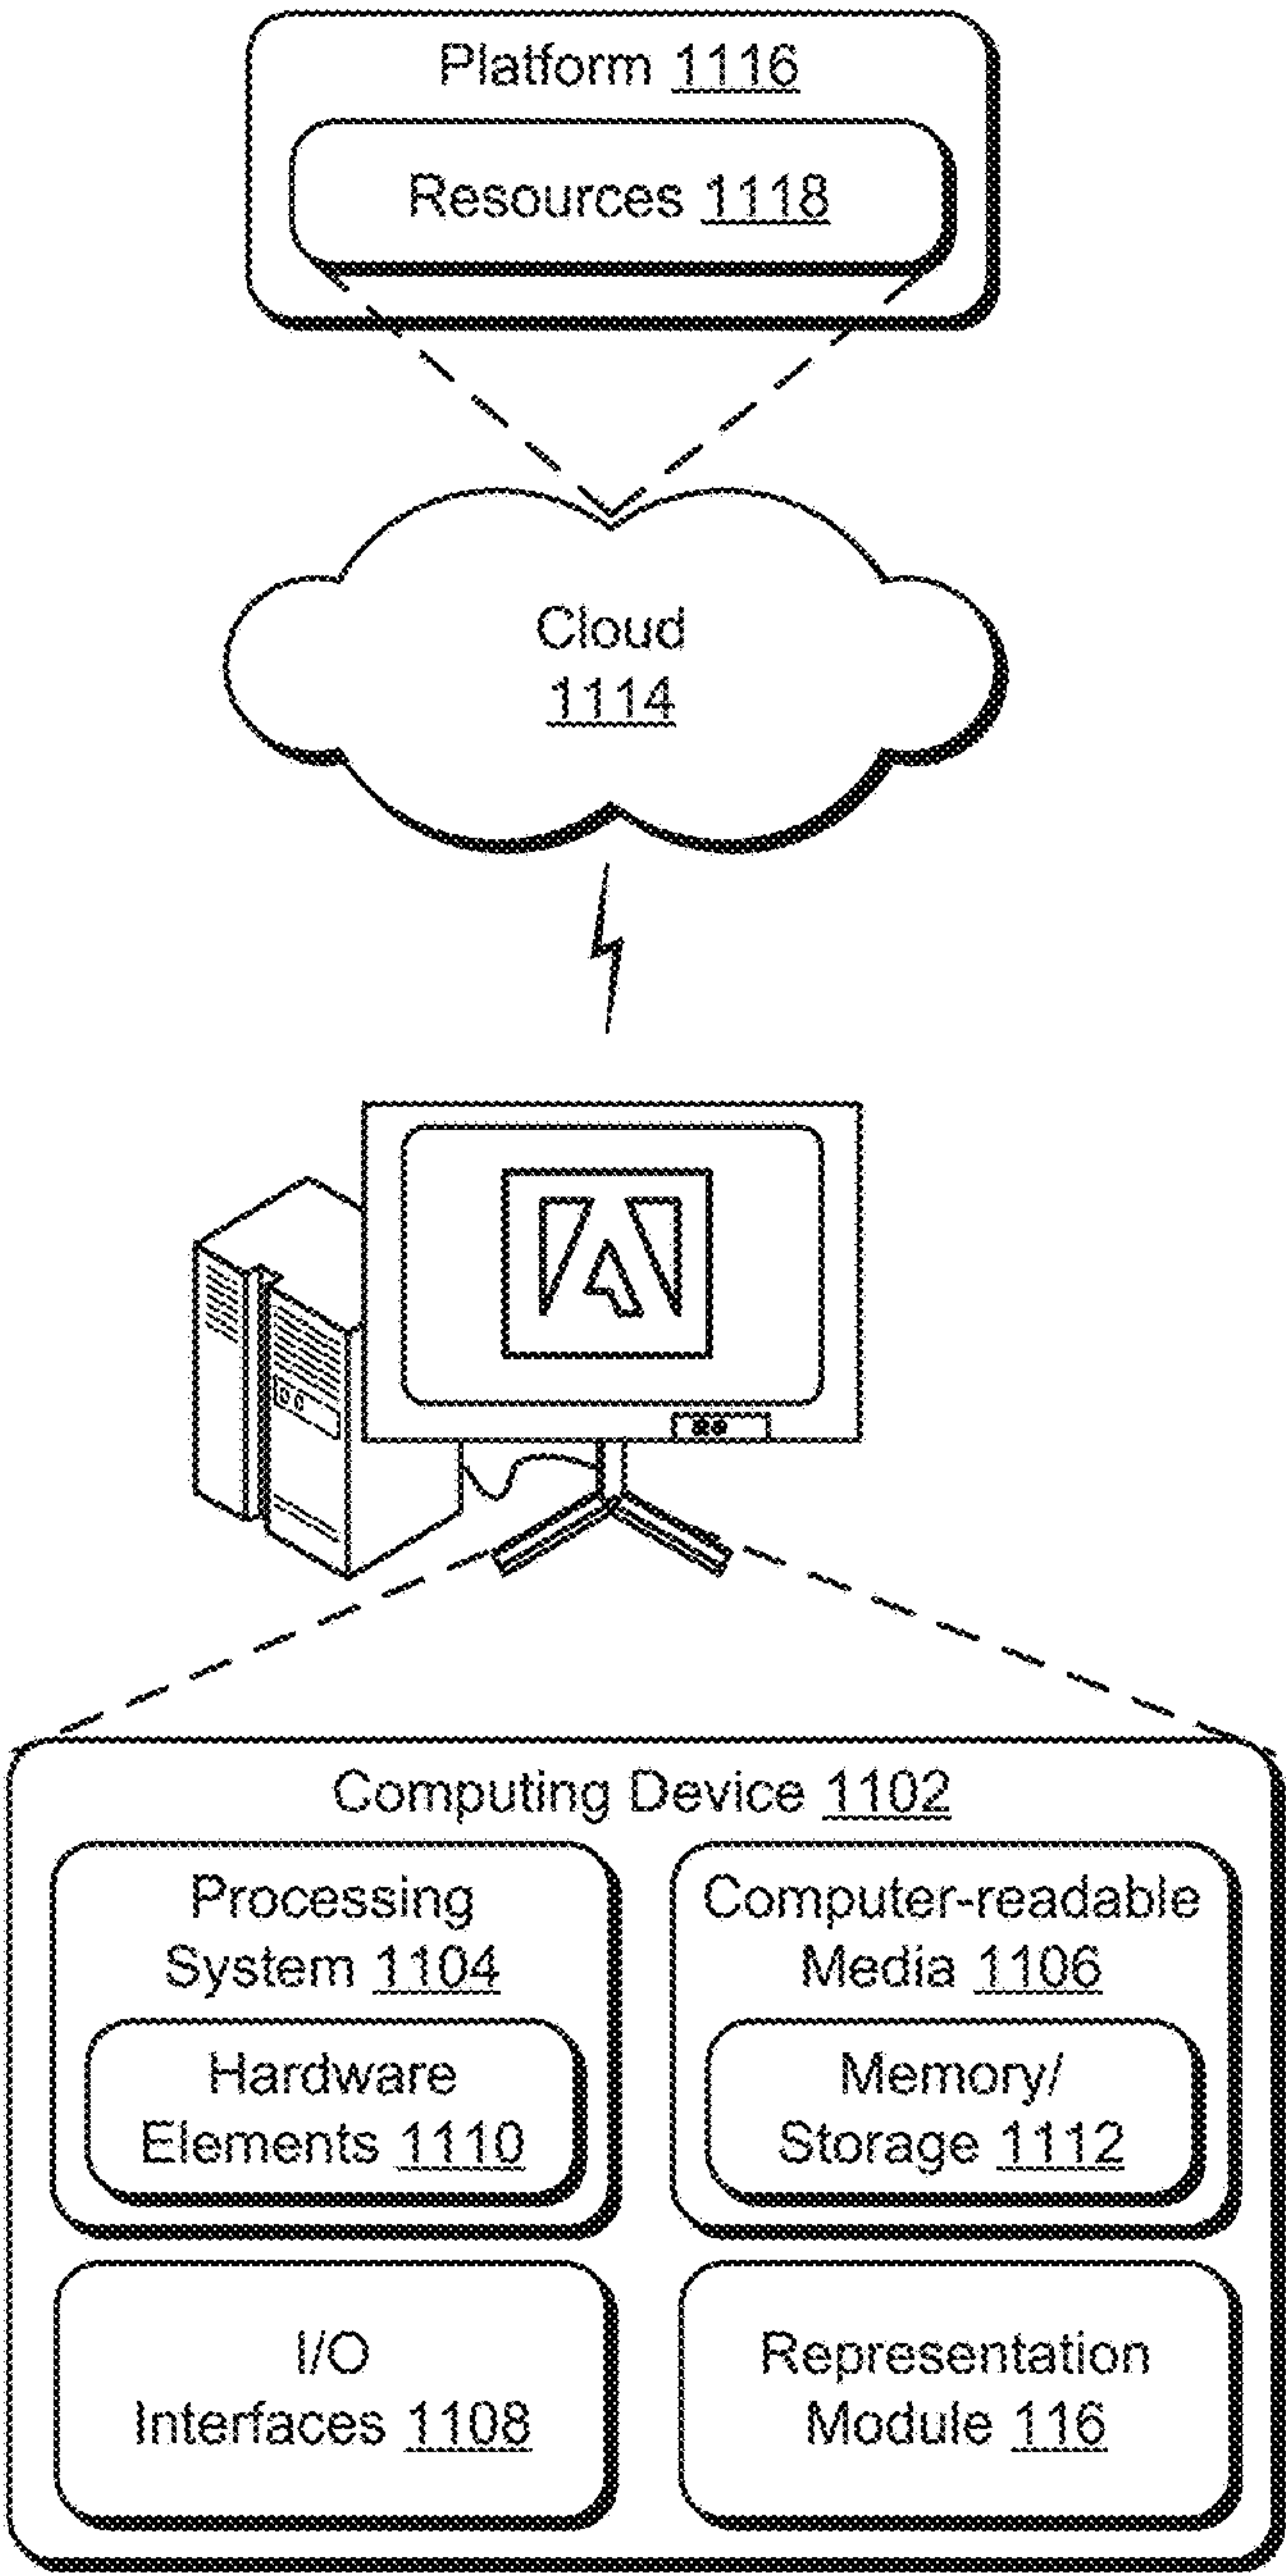 Platform 1116
Resources 1118
Cloud
1114
Computing Device 1102
Processing
System 1104
Hardware
Elements 1110
Computer-readable
Media 1106
Memory/
Storage 1112
I/O
Interfaces 1108
Representation
Module 116